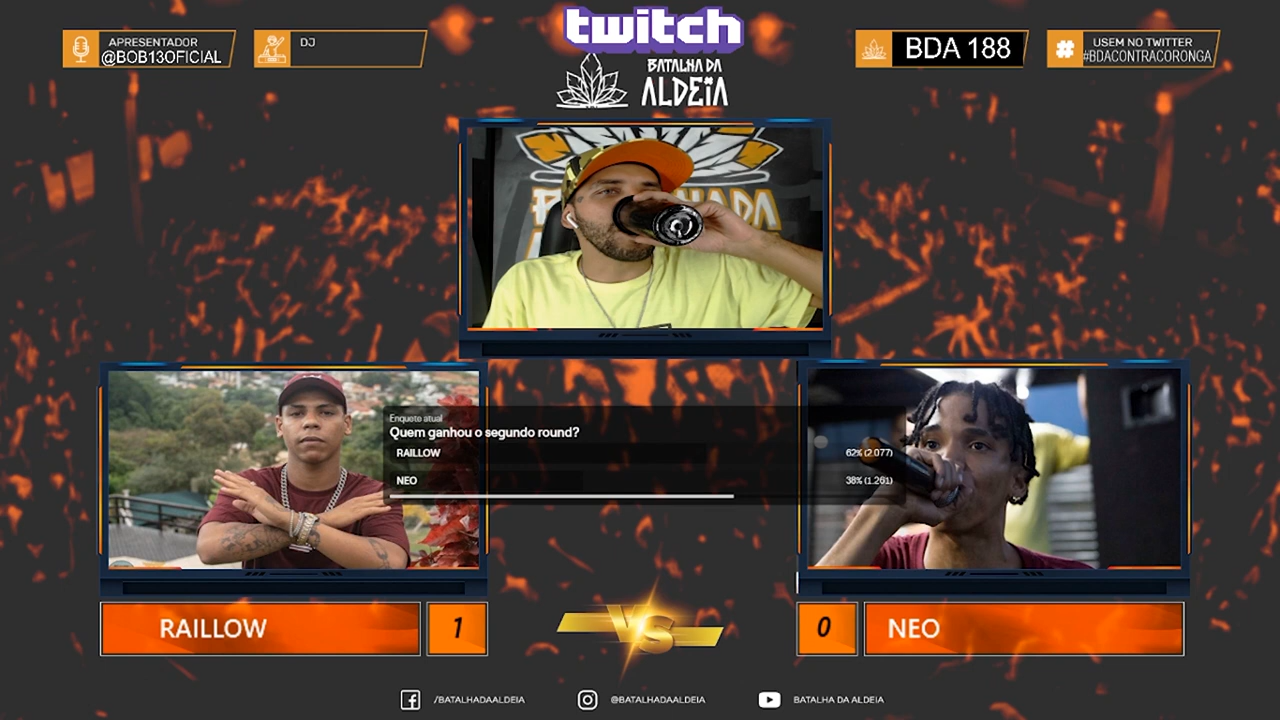 twitch
APRESENTADOR
@BOB13OFICIAL
DJ
BATALHA DA
ALDEIA
BDA 188
#
USEM NO TWITTER
#BDACONTRACORONGA
Enquete atual
Quem ganhou o segundo round?
RAILLOW
62% (2.077)
NEO
38% (1.261)
RAILLOW
1
VS
0
NEO
/BATALHADAALDEIA
@BATALHADAALDEIA
BATALHA DA ALDEIA